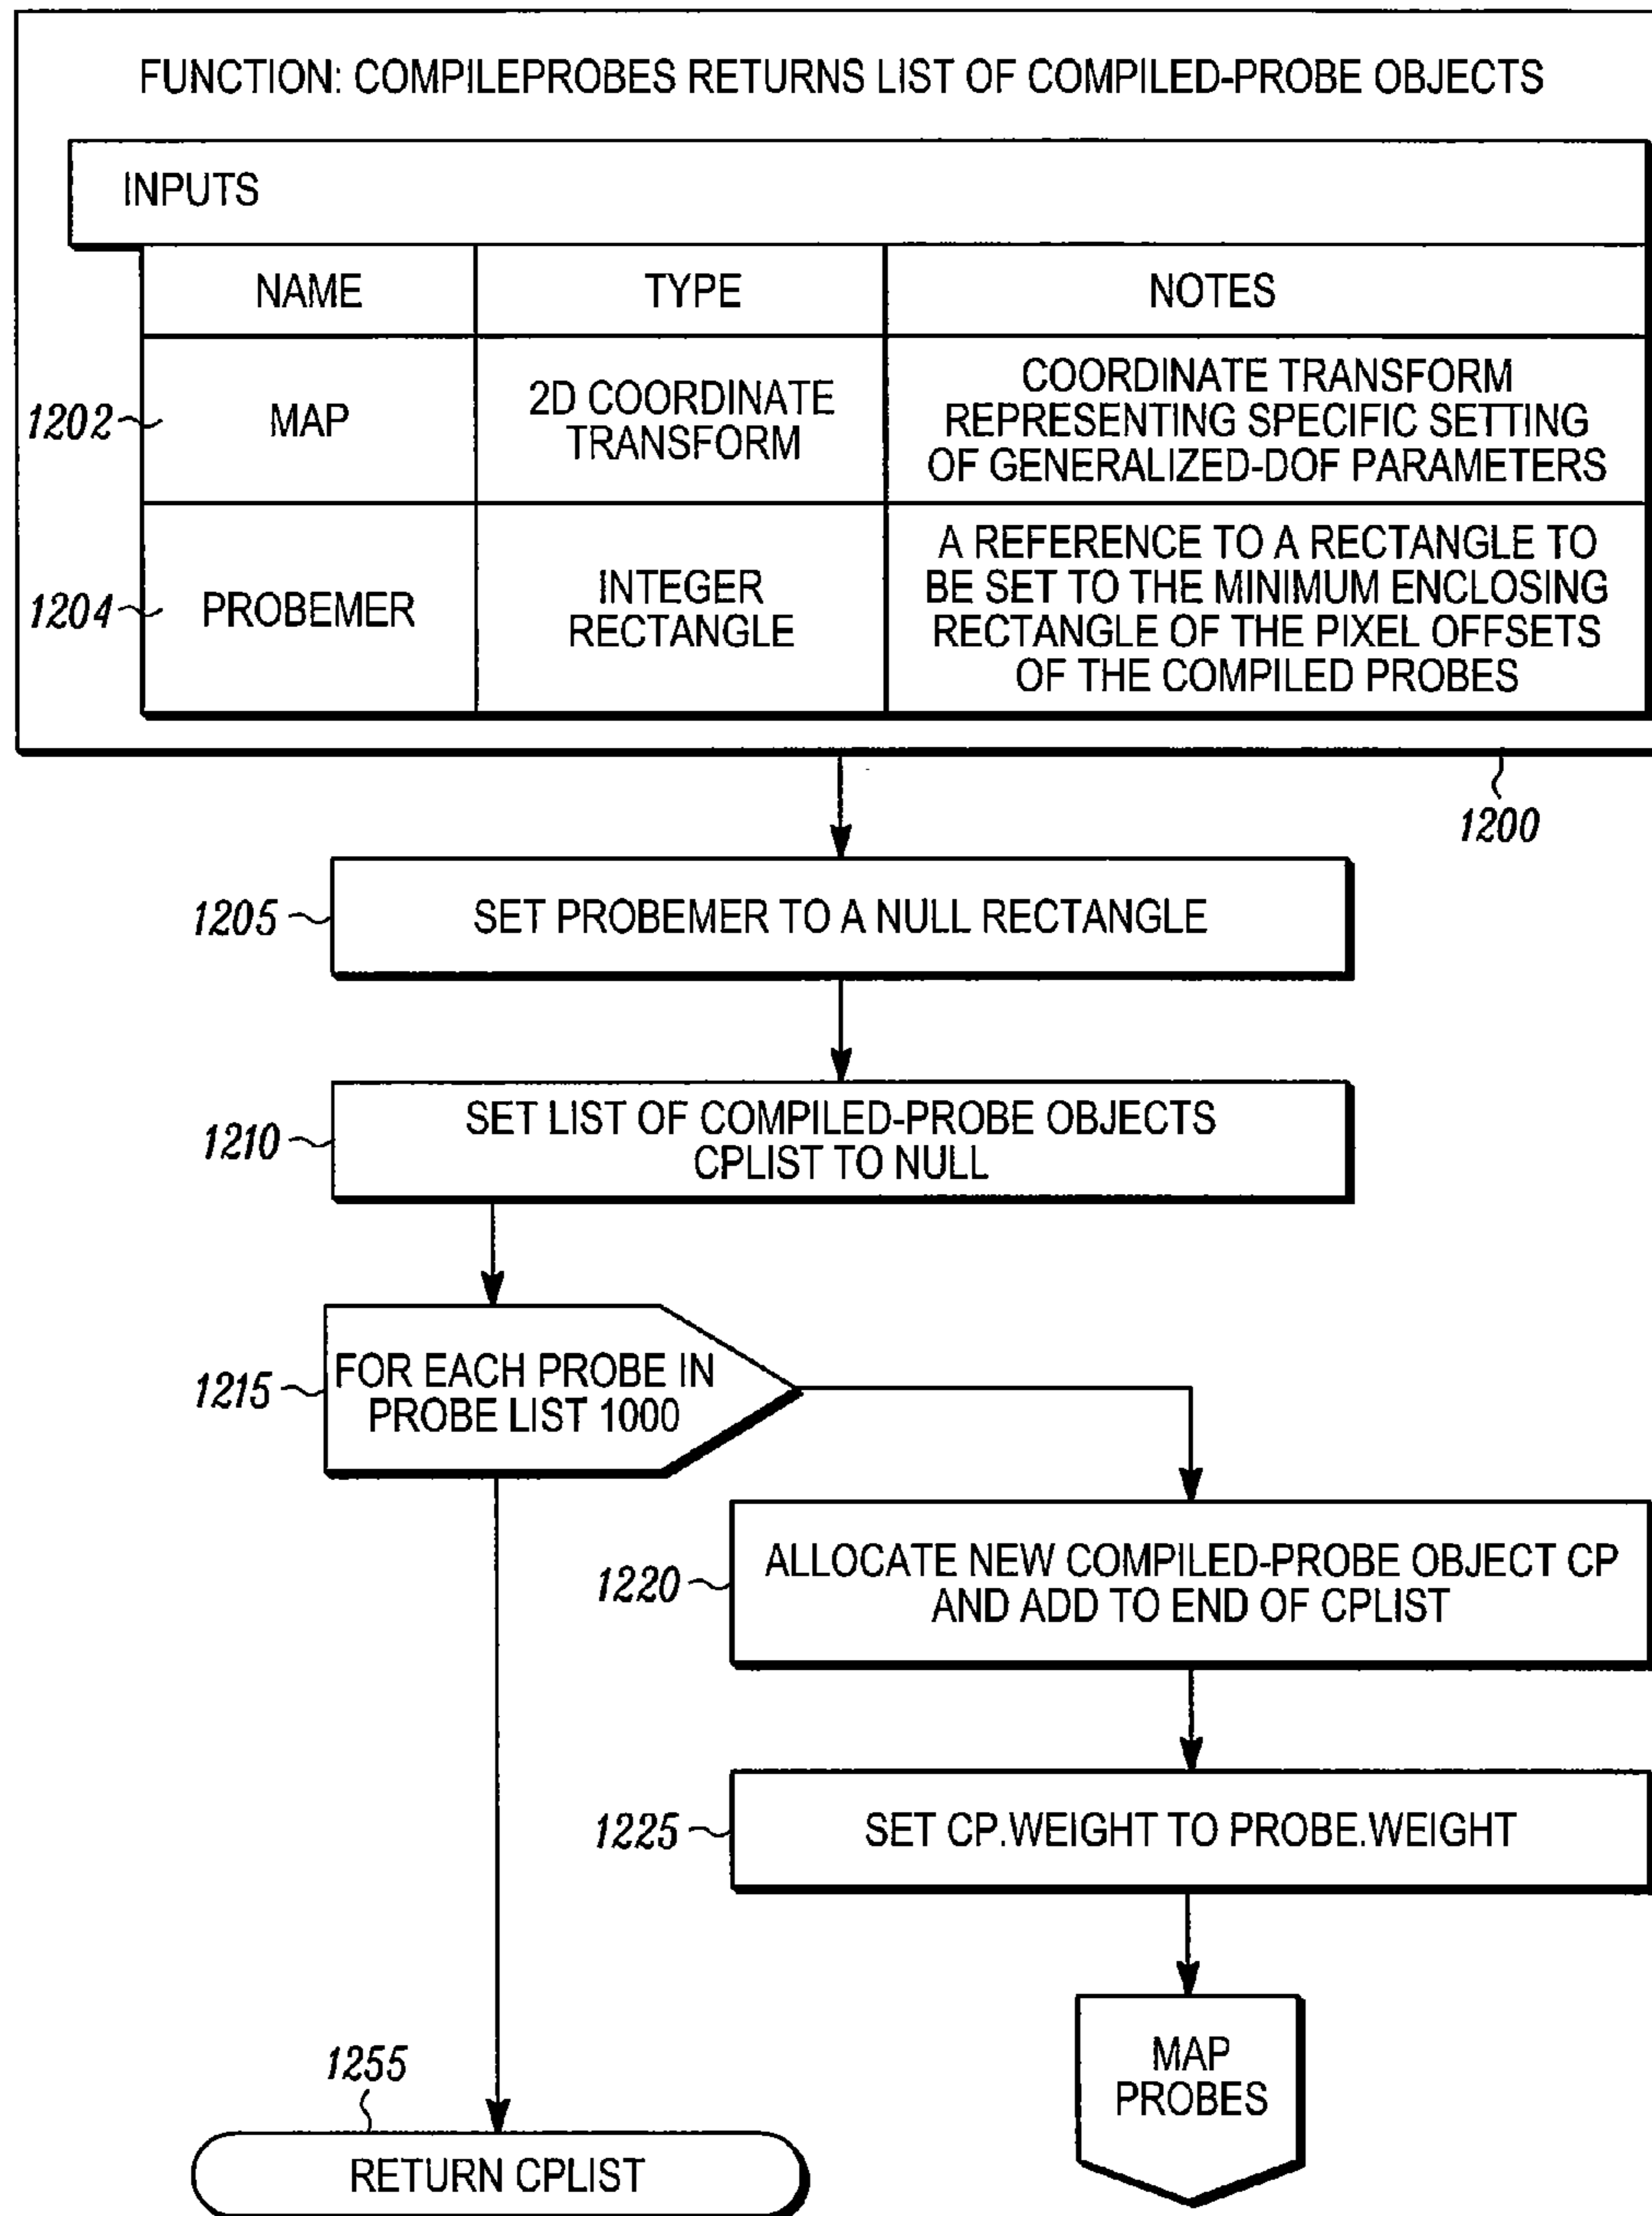 FUNCTION: COMPILEPROBES RETURNS LIST OF COMPILED-PROBE OBJECTS
INPUTS
NAME
TYPE
NOTES
1202
MAP
2D COORDINATE
TRANSFORM
COORDINATE TRANSFORM
REPRESENTING SPECIFIC SETTING
OF GENERALIZED-DOF PARAMETERS
1204
PROBEMER
INTEGER
RECTANGLE
A REFERENCE TO A RECTANGLE TO
BE SET TO THE MINIMUM ENCLOSING
RECTANGLE OF THE PIXEL OFFSETS
OF THE COMPILED PROBES
1200
1205
SET PROBEMER TO A NULL RECTANGLE
1210
SET LIST OF COMPILED-PROBE OBJECTS
CPLIST TO NULL
1215
FOR EACH PROBE IN
PROBE LIST 1000
1220
ALLOCATE NEW COMPILED-PROBE OBJECT CP
AND ADD TO END OF CPLIST
1225
SET CP.WEIGHT TO PROBE.WEIGHT
MAP
PROBES
1255
RETURN CPLIST